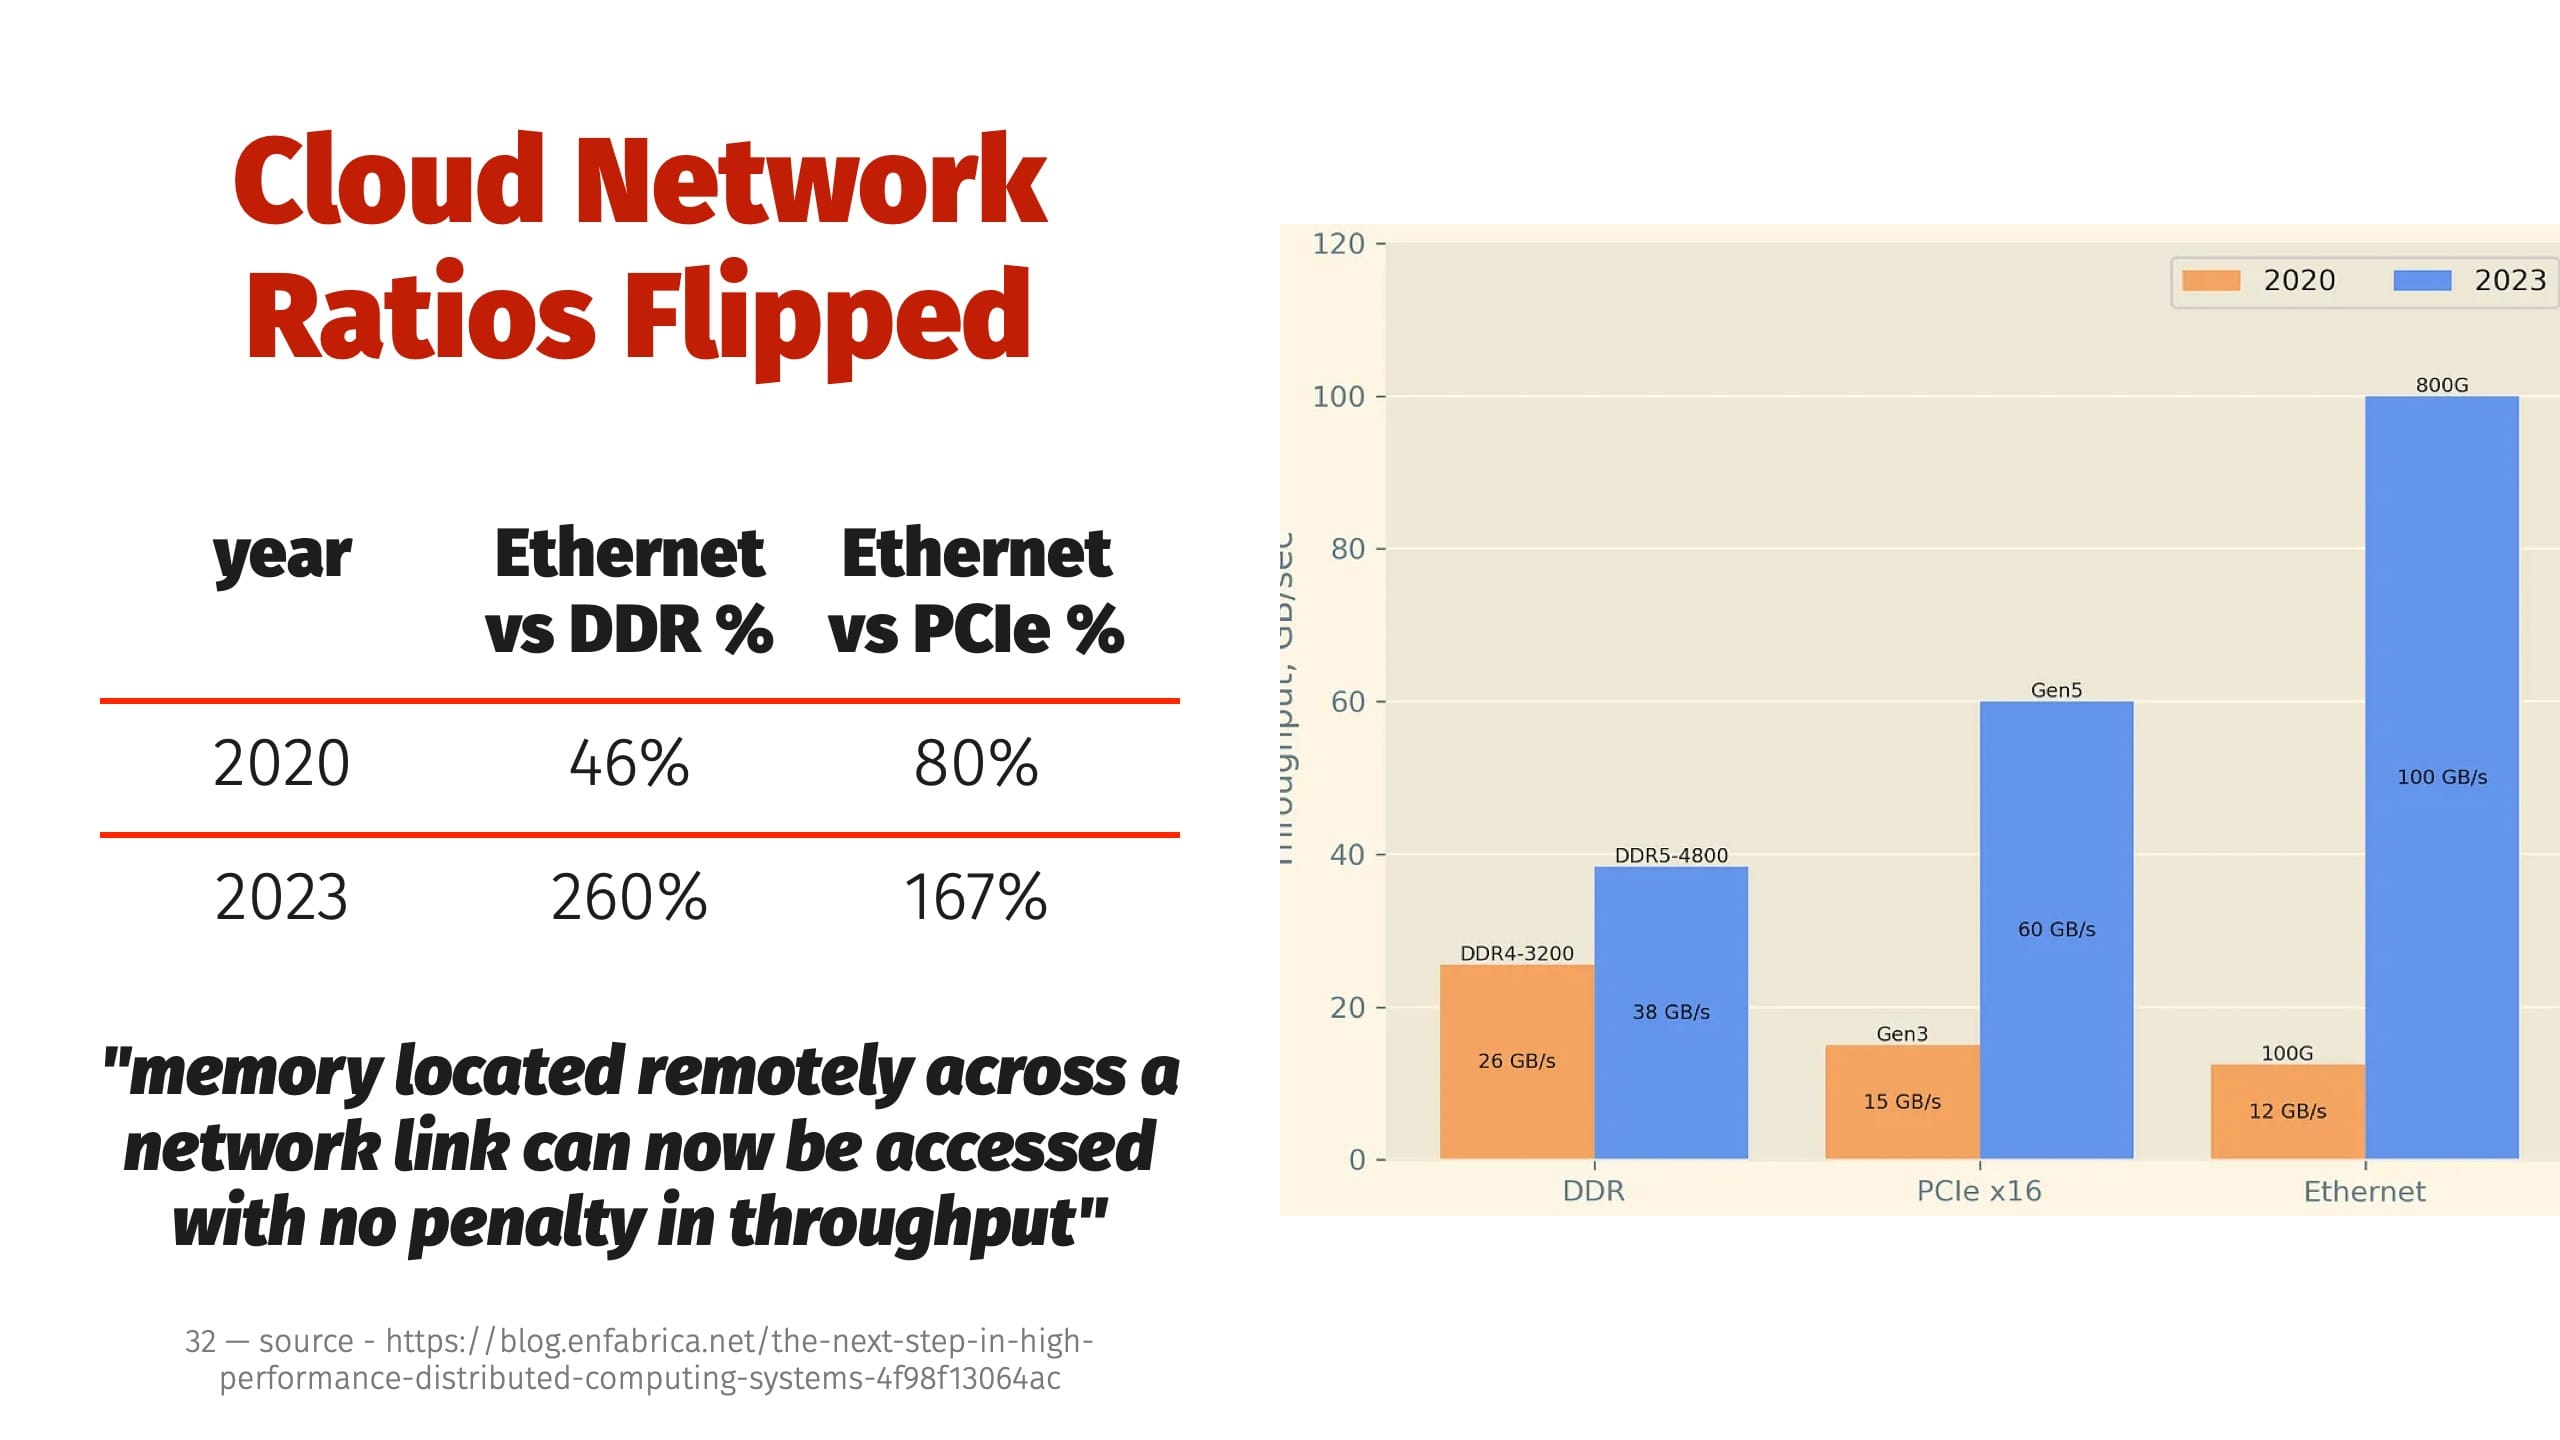 Cloud Network
Ratios Flipped
year Ethernet vs DDR % Ethernet vs PCIe %
2020 46% 80%
2023 260% 167%
"memory located remotely across a
network link can now be accessed
with no penalty in throughput"
32 — source - https://blog.enfabrica.net/the-next-step-in-high-
performance-distributed-computing-systems-4f98f13064ac
Throughput, GB/sec
120
100
80
60
40
20
0
2020 2023
DDR4-3200
26 GB/s
DDR5-4800
38 GB/s
Gen3
15 GB/s
Gen5
60 GB/s
100G
12 GB/s
800G
100 GB/s
DDR PCIe x16 Ethernet